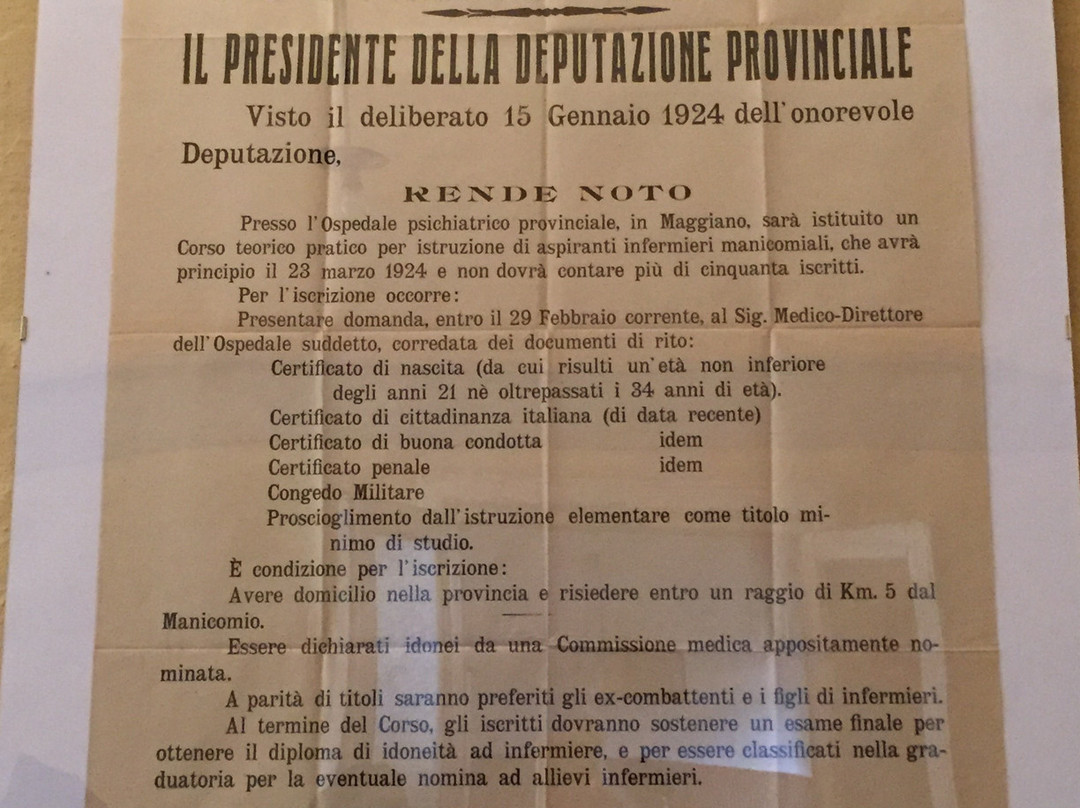 IL PRESIDENTE DELLA DEPUTAZIONE PROVINCIALE
Visto il deliberato 15 Gennaio 1924 dell'onorevole
Deputazione,
RENDE NOTO
Presso l'Ospedale psichiatrico provinciale, in Maggiano, sarà istituito un
Corso teorico pratico per istruzione di aspiranti infermieri manicomiali, che avrà
principio il 23 marzo 1924 e non dovrà contare più di cinquanta iscritti.
Per l'iscrizione occorre:
Presentare domanda, entro il 29 Febbraio corrente, al Sig. Medico-Direttore
dell'Ospedale suddetto, corredata dei documenti di rito:
Certificato di nascita (da cui risulti un'età non inferiore
degli anni 21 nè oltrepassati i 34 anni di età).
Certificato di cittadinanza italiana (di data recente)
Certificato di buona condotta idem
Certificato penale idem
Congedo Militare
Proscioglimento dall'istruzione elementare come titolo mi-
nimo di studio.
È condizione per l'iscrizione:
Avere domicilio nella provincia e risiedere entro un raggio di Km. 5 dal
Manicomio.
Essere dichiarati idonei da una Commissione medica appositamente no-
minata.
A parità di titoli saranno preferiti gli ex-combattenti e i figli di infermieri.
Al termine del Corso, gli iscritti dovranno sostenere un esame finale per
ottenere il diploma di idoneità ad infermiere, e per essere classificati nella gra-
duatoria per la eventuale nomina ad allievi infermieri.